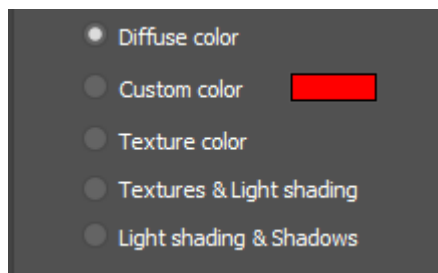 Diffuse color
Custom color
Texture color
Textures & Light shading
Light shading & Shadows